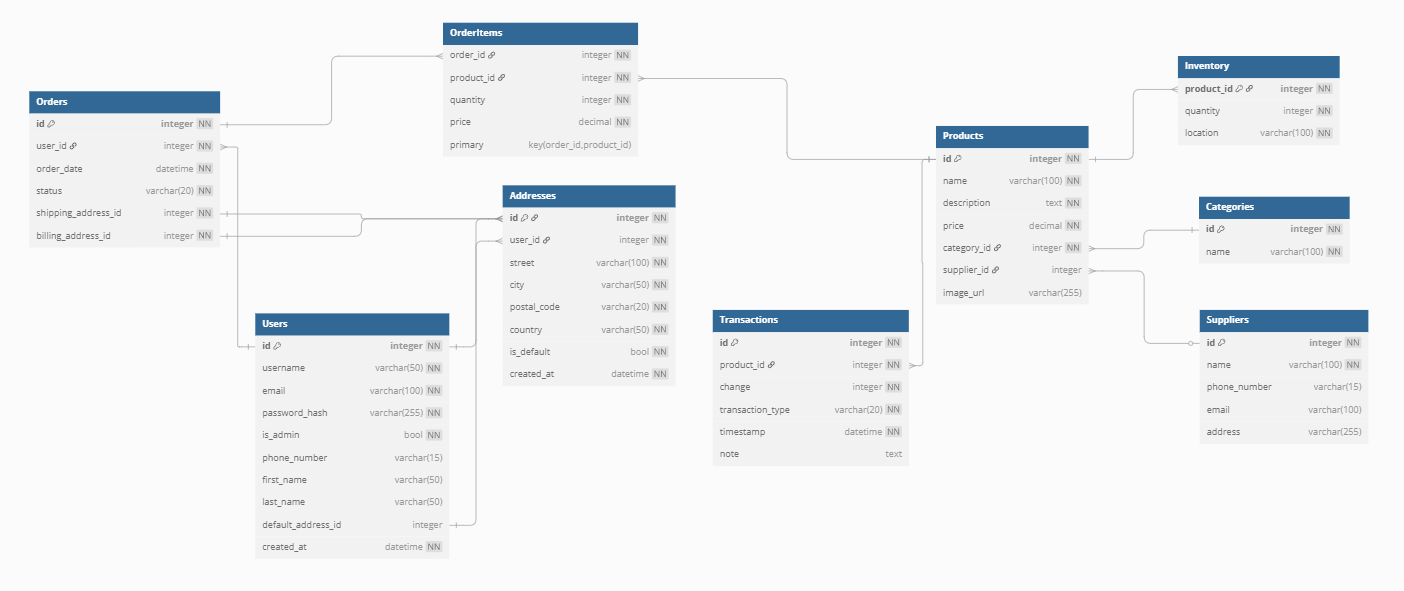 OrderItems
order_id integer NN
product_id integer NN
quantity integer NN
price decimal NN
primary key(order_id,product_id)
Inventory
product_id integer NN
quantity integer NN
location varchar(100) NN
Orders
id integer NN
user_id integer NN
order_date datetime NN
status varchar(20) NN
shipping_address_id integer NN
billing_address_id integer NN
Products
id integer NN
name varchar(100) NN
description text NN
price decimal NN
category_id integer NN
supplier_id integer
image_url varchar(255)
Addresses
id integer NN
user_id integer NN
street varchar(100) NN
city varchar(50) NN
postal_code varchar(20) NN
country varchar(50) NN
is_default bool NN
created_at datetime NN
Categories
id integer NN
name varchar(100) NN
Users
id integer NN
username varchar(50) NN
email varchar(100) NN
password_hash varchar(255) NN
is_admin bool NN
phone_number varchar(15)
first_name varchar(50)
last_name varchar(50)
default_address_id integer
created_at datetime NN
Transactions
id integer NN
product_id integer NN
change integer NN
transaction_type varchar(20) NN
timestamp datetime NN
note text
Suppliers
id integer NN
name varchar(100) NN
phone_number varchar(15)
email varchar(100)
address varchar(255)